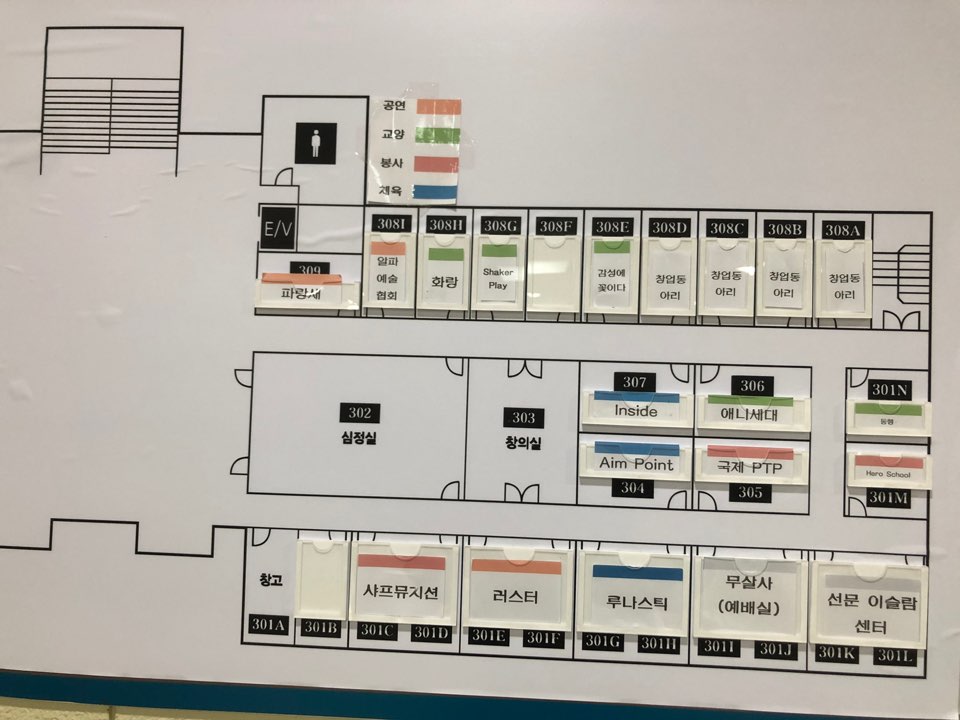 공연
교양
봉사
체육
E/V
309
파랑새
308I
알파
예술
협회
308H
화랑
308G
Shaker
Play
308F
308E
감성에
꽃이다
308D
창업동
아리
308C
창업동
아리
308B
창업동
아리
308A
창업동
아리
302
심정실
303
창의실
307
Inside
306
애니세대
Aim Point
304
국제 PTP
305
301N
동행
Hero School
301M
창고
301A
301B
샤프뮤지션
301C 301D
러스터
301E 301F
루나스틱
301G 301H
무살사
(예배실)
301I 301J
선문 이슬람
센터
301K 301L